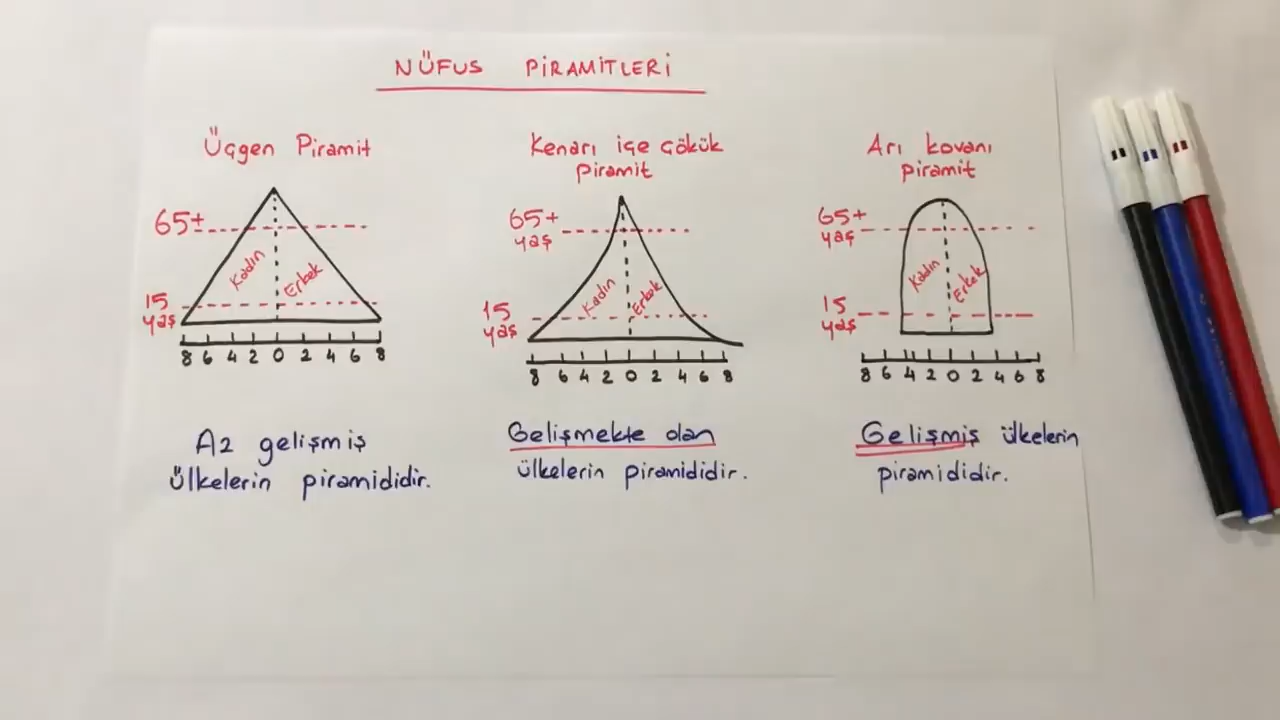 NÜFUS PİRAMİTLERİ
Üçgen Piramit
65+
15
yaş
Kadın
Erkek
8 6 4 2 0 2 4 6 8
Az gelişmiş
Ülkelerin piramididir.
Kenarı içe çökük
piramit
65+
yaş
15
yaş
Kadın
Erkek
8 6 4 2 0 2 4 6 8
Gelişmekte olan
ülkelerin piramididir.
Arı kovanı
piramit
65+
yaş
15
yaş
Kadın
Erkek
8 6 4 2 0 2 4 6 8
Gelişmiş ülkelerin
piramididir.